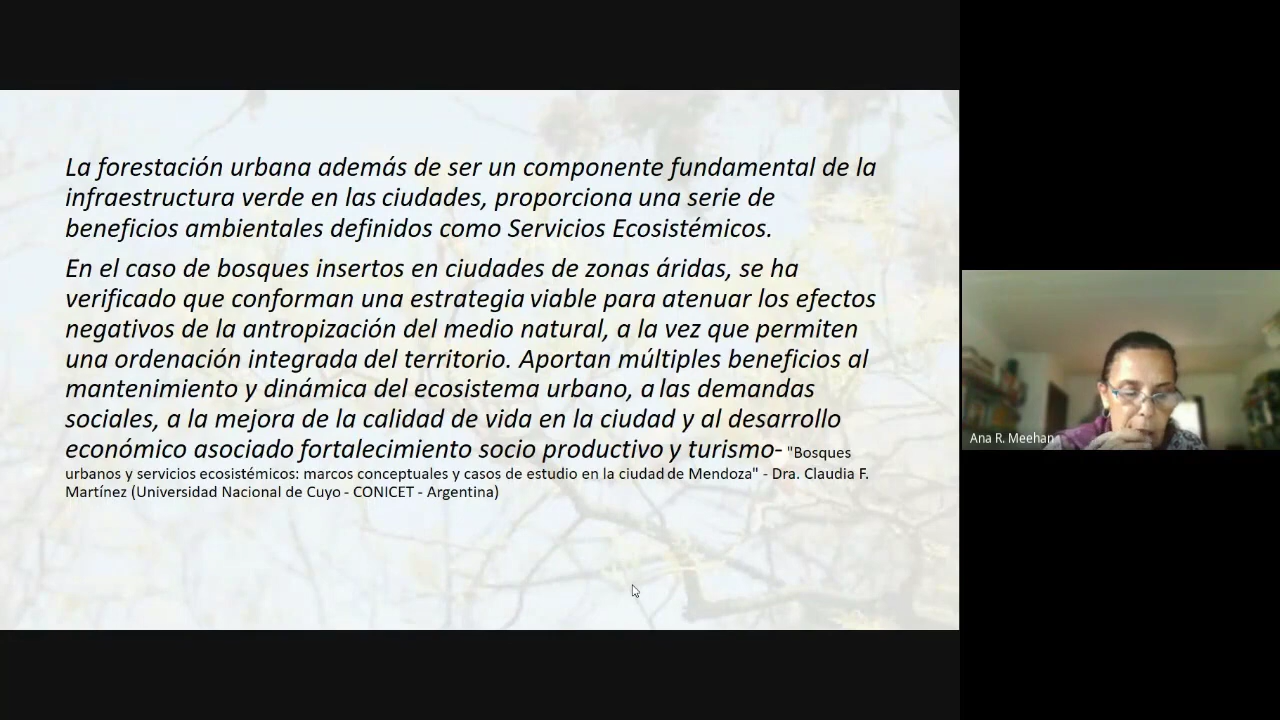 La forestación urbana además de ser un componente fundamental de la
infraestructura verde en las ciudades, proporciona una serie de
beneficios ambientales definidos como Servicios Ecosistémicos.
En el caso de bosques insertos en ciudades de zonas áridas, se ha
verificado que conforman una estrategia viable para atenuar los efectos
negativos de la antropización del medio natural, a la vez que permiten
una ordenación integrada del territorio. Aportan múltiples beneficios al
mantenimiento y dinámica del ecosistema urbano, a las demandas
sociales, a la mejora de la calidad de vida en la ciudad y al desarrollo
económico asociado fortalecimiento socio productivo y turismo- "Bosques
urbanos y servicios ecosistémicos: marcos conceptuales y casos de estudio en la ciudad de Mendoza" - Dra. Claudia F.
Martínez (Universidad Nacional de Cuyo - CONICET - Argentina)
Ana R. Meehan